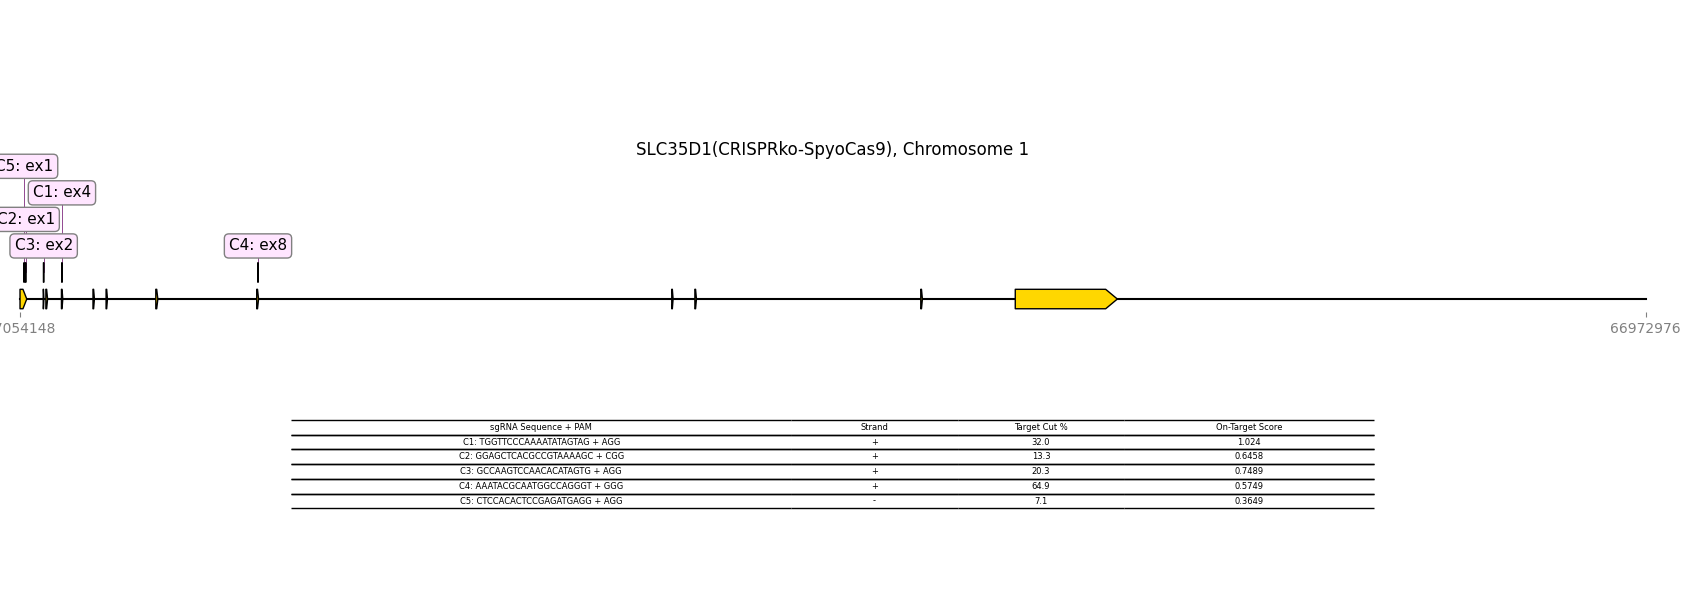 SLC35D1(CRISPRko-SpyoCas9), Chromosome 1
C5: ex1
C1: ex4
C2: ex1
C3: ex2
C4: ex8
7054148
66972976
sgRNA Sequence + PAM Strand Target Cut % On-Target Score
C1: TGGTTCCCAAAATATAGTAG + AGG + 32.0 1.024
C2: GGAGCTCACGCCGTAAAAGC + CGG + 13.3 0.6458
C3: GCCAAGTCCAACACATAGTG + AGG + 20.3 0.7489
C4: AAATACGCAATGGCCAGGGT + GGG + 64.9 0.5749
C5: CTCCACACTCCGAGATGAGG + AGG - 7.1 0.3649